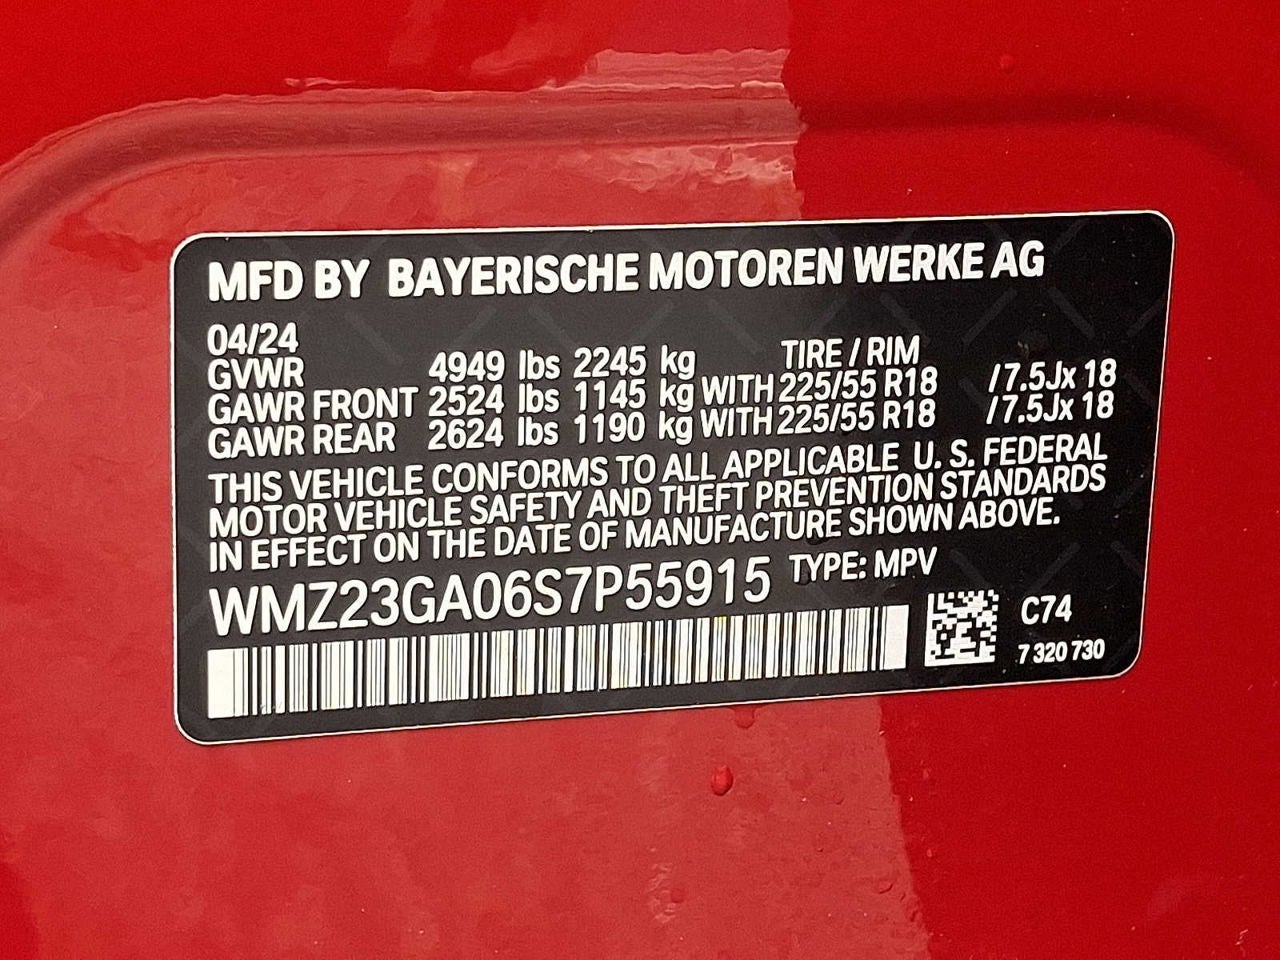 MFD BY BAYERISCHE MOTOREN WERKE AG
04/24
GVWR 4949 lbs 2245 kg TIRE / RIM
GAWR FRONT 2524 lbs 1145 kg WITH 225/55 R18 /7.5Jx 18
GAWR REAR 2624 lbs 1190 kg WITH 225/55 R18 /7.5Jx 18
THIS VEHICLE CONFORMS TO ALL APPLICABLE U. S. FEDERAL
MOTOR VEHICLE SAFETY AND THEFT PREVENTION STANDARDS
IN EFFECT ON THE DATE OF MANUFACTURE SHOWN ABOVE.
WMZ23GA06S7P55915 TYPE: MPV
C74
7 320 730